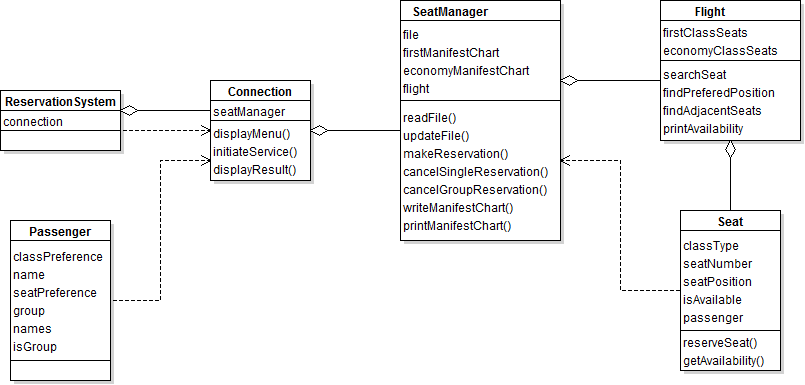 ReservationSystem
connection
Passenger
classPreference
name
seatPreference
group
names
isGroup
Connection
seatManager
displayMenu()
initiateService()
displayResult()
SeatManager
file
firstManifestChart
economyManifestChart
flight
readFile()
updateFile()
makeReservation()
cancelSingleReservation()
cancelGroupReservation()
writeManifestChart()
printManifestChart()
Flight
firstClassSeats
economyClassSeats
searchSeat
findPreferedPosition
findAdjacentSeats
printAvailability
Seat
classType
seatNumber
seatPosition
isAvailable
passenger
reserveSeat()
getAvailability()